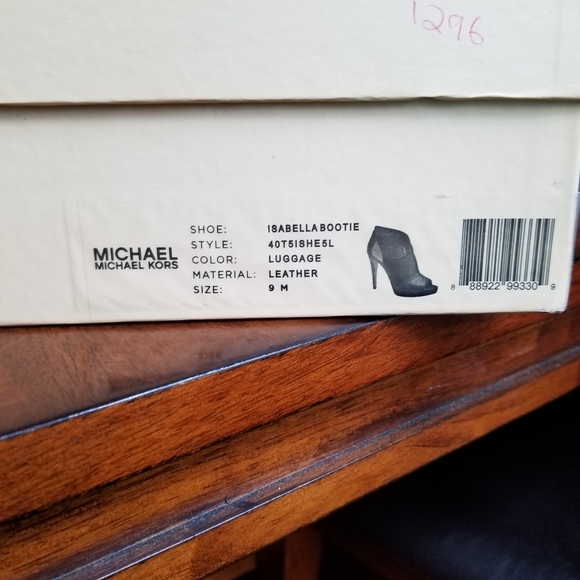 1296
MICHAEL
MICHAEL KORS
SHOE: ISABELLA BOOTIE
STYLE: 40T5ISHE5L
COLOR: LUGGAGE
MATERIAL: LEATHER
SIZE: 9 M
8 88922 99330 9